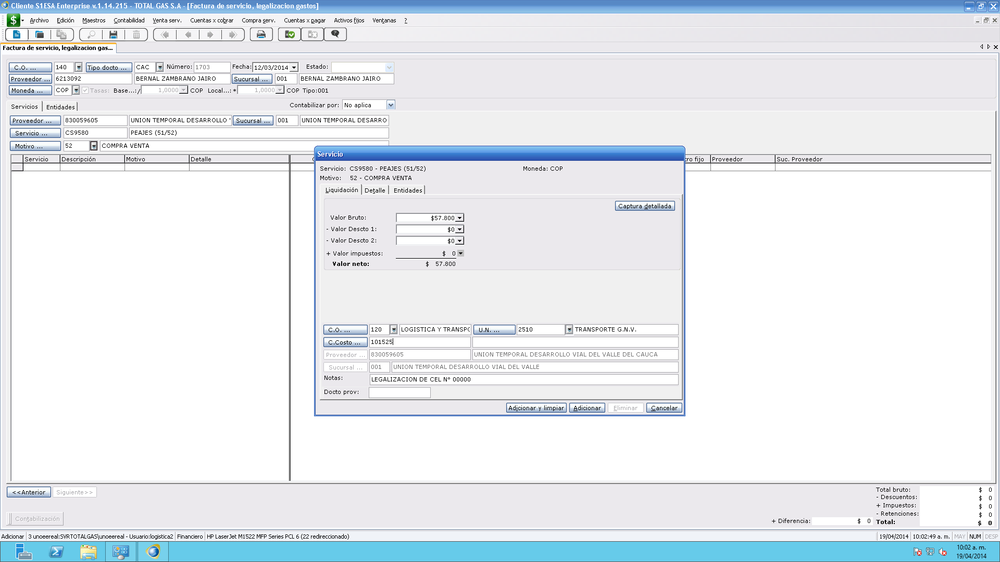 Cliente S1ESA Enterprise v.1.14.215 - TOTAL GAS S.A - [Factura de servicio, legalizacion gastos]
Archivo Edición Maestros Contabilidad Venta serv. Cuentas x cobrar Compra serv. Cuentas x pagar Activos fijos Ventanas ?
Factura de servicio, legalizacion gas...
C.O. ... 140 Tipo docto ... CAC Número: 1703 Fecha: 12/03/2014 Estado:
Proveedor ... 6213092 BERNAL ZAMBRANO JAIRO Sucursal ... 001 BERNAL ZAMBRANO JAIRO
Moneda ... COP Tasas: Base...:/ 1,0000 COP Local...: * 1,0000 COP Tipo:001
Servicios Entidades Contabilizar por: No aplica
Proveedor ... 830059605 UNION TEMPORAL DESARROLLO Sucursal ... 001 UNION TEMPORAL DESARRO
Servicio ... CS9580 PEAJES (51/52)
Motivo ... 52 COMPRA VENTA
Servicio Descripción Motivo Detalle tro fijo Proveedor Suc. Proveedor
Servicio
Servicio: CS9580 - PEAJES (51/52) Moneda: COP
Motivo: 52 - COMPRA VENTA
Liquidación Detalle Entidades
Captura detallada
Valor Bruto: $57.800
- Valor Descto 1: $0
- Valor Descto 2: $0
+ Valor impuestos: $ 0
Valor neto: $ 57.800
C.O. ... 120 LOGISTICA Y TRANSPO U.N. ... 2510 TRANSPORTE G.N.V.
C.Costo ... 101525
Proveedor ... 830059605 UNION TEMPORAL DESARROLLO VIAL DEL VALLE DEL CAUCA
Sucursal ... 001 UNION TEMPORAL DESARROLLO VIAL DEL VALLE
Notas: LEGALIZACION DE CEL N° 00000
Docto prov:
Adicionar y limpiar Adicionar Eliminar Cancelar
<<Anterior Siguiente>>
Total bruto: $ 0
- Descuentos: $ 0
+ Impuestos: $ 0
- Retenciones: $ 0
Contabilización + Diferencia: $ 0 Total: $ 0
Adicionar 3 unoeereal:SVRTOTALGAS\unoeereal - Usuario:logistica2 Financiero HP LaserJet M1522 MFP Series PCL 6 (22 redireccionado) 19/04/2014 10:02:49 a. m. MAY NUM DESP
10:02 a. m.
19/04/2014